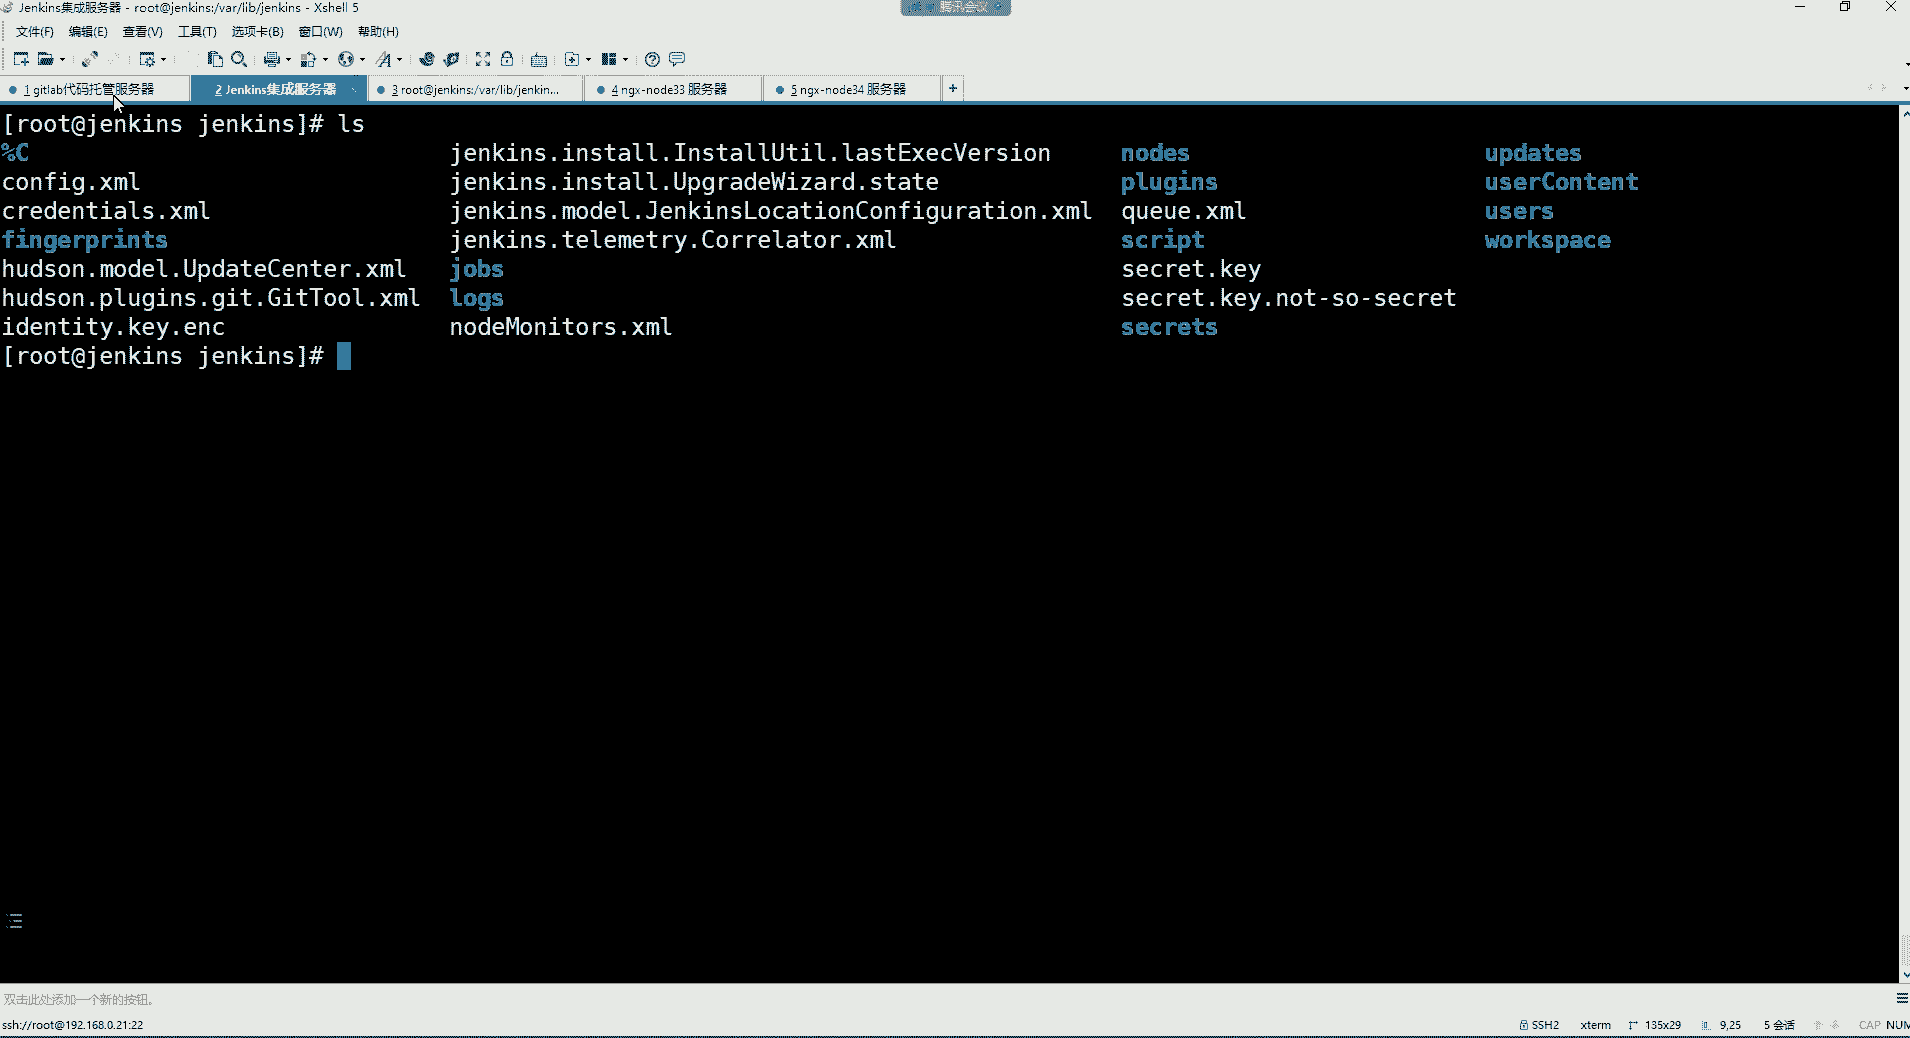 Jenkins集成服务器 - root@jenkins:/var/lib/jenkins - Xshell 5
腾讯会议
文件(F) 编辑(E) 查看(V) 工具(T) 选项卡(B) 窗口(W) 帮助(H)
1 gitlab代码托管服务器 2 Jenkins集成服务器 3 root@jenkins:/var/lib/jenkin... 4 ngx-node33 服务器 5 ngx-node34 服务器 +
[root@jenkins jenkins]# ls
%C jenkins.install.InstallUtil.lastExecVersion nodes updates
config.xml jenkins.install.UpgradeWizard.state plugins userContent
credentials.xml jenkins.model.JenkinsLocationConfiguration.xml queue.xml users
fingerprints jenkins.telemetry.Correlator.xml script workspace
hudson.model.UpdateCenter.xml jobs secret.key
hudson.plugins.git.GitTool.xml logs secret.key.not-so-secret
identity.key.enc nodeMonitors.xml secrets
[root@jenkins jenkins]#
双击此处添加一个新的按钮。
ssh://root@192.168.0.21:22 SSH2 xterm 135x29 9,25 5 会话 CAP NUM